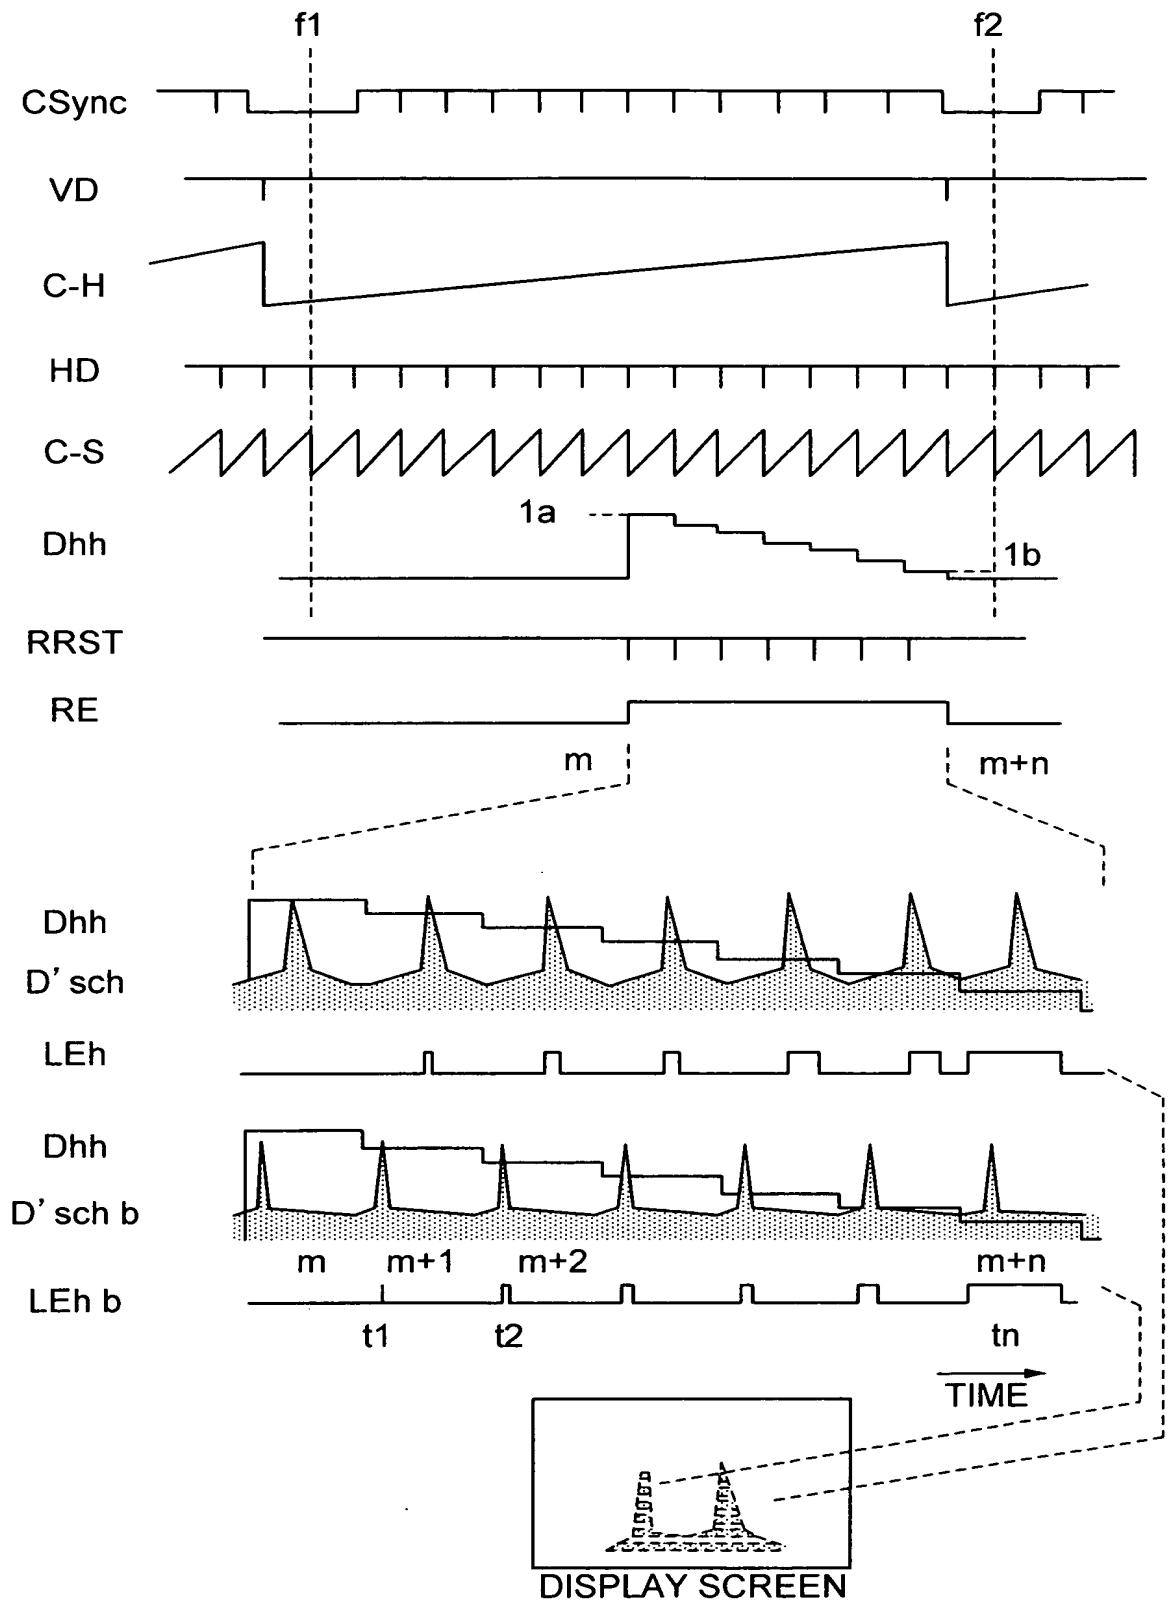 f1 f2
CSync
VD
C-H
HD
C-S
1a
Dhh
1b
RRST
RE
m m+n
Dhh
D' sch
LEh
Dhh
D' sch b
m m+1 m+2 m+n
LEh b
t1 t2 tn
TIME
DISPLAY SCREEN